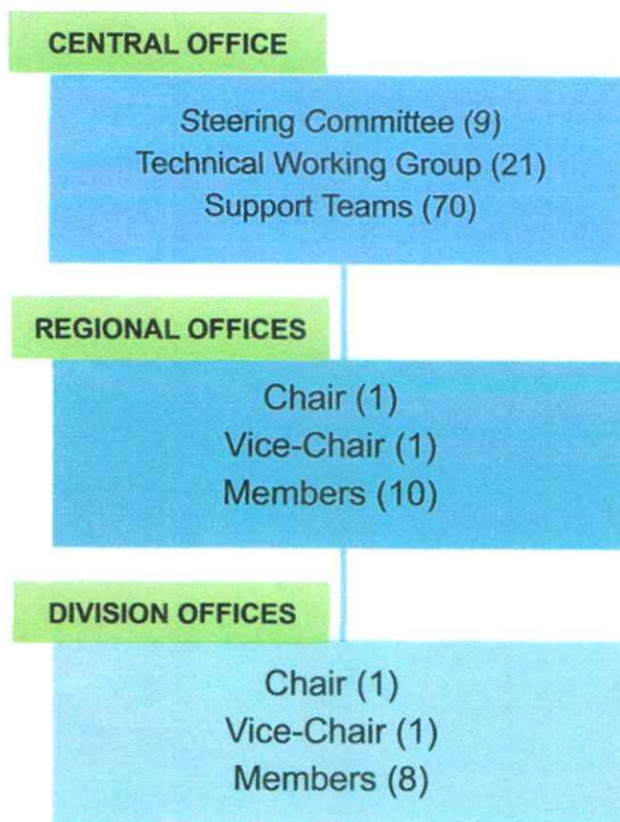 CENTRAL OFFICE
Steering Committee (9)
Technical Working Group (21)
Support Teams (70)
REGIONAL OFFICES
Chair (1)
Vice-Chair (1)
Members (10)
DIVISION OFFICES
Chair (1)
Vice-Chair (1)
Members (8)